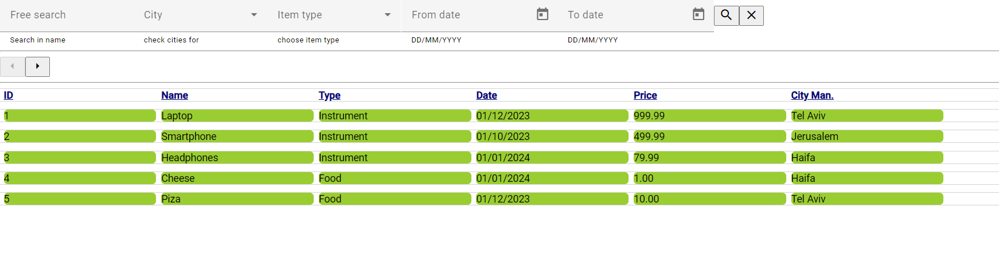 Free search City Item type From date To date
Search in name check cities for choose item type DD/MM/YYYY DD/MM/YYYY
ID Name Type Date Price City Man.
1 Laptop Instrument 01/12/2023 999.99 Tel Aviv
2 Smartphone Instrument 01/10/2023 499.99 Jerusalem
3 Headphones Instrument 01/01/2024 79.99 Haifa
4 Cheese Food 01/01/2024 1.00 Haifa
5 Piza Food 01/12/2023 10.00 Tel Aviv